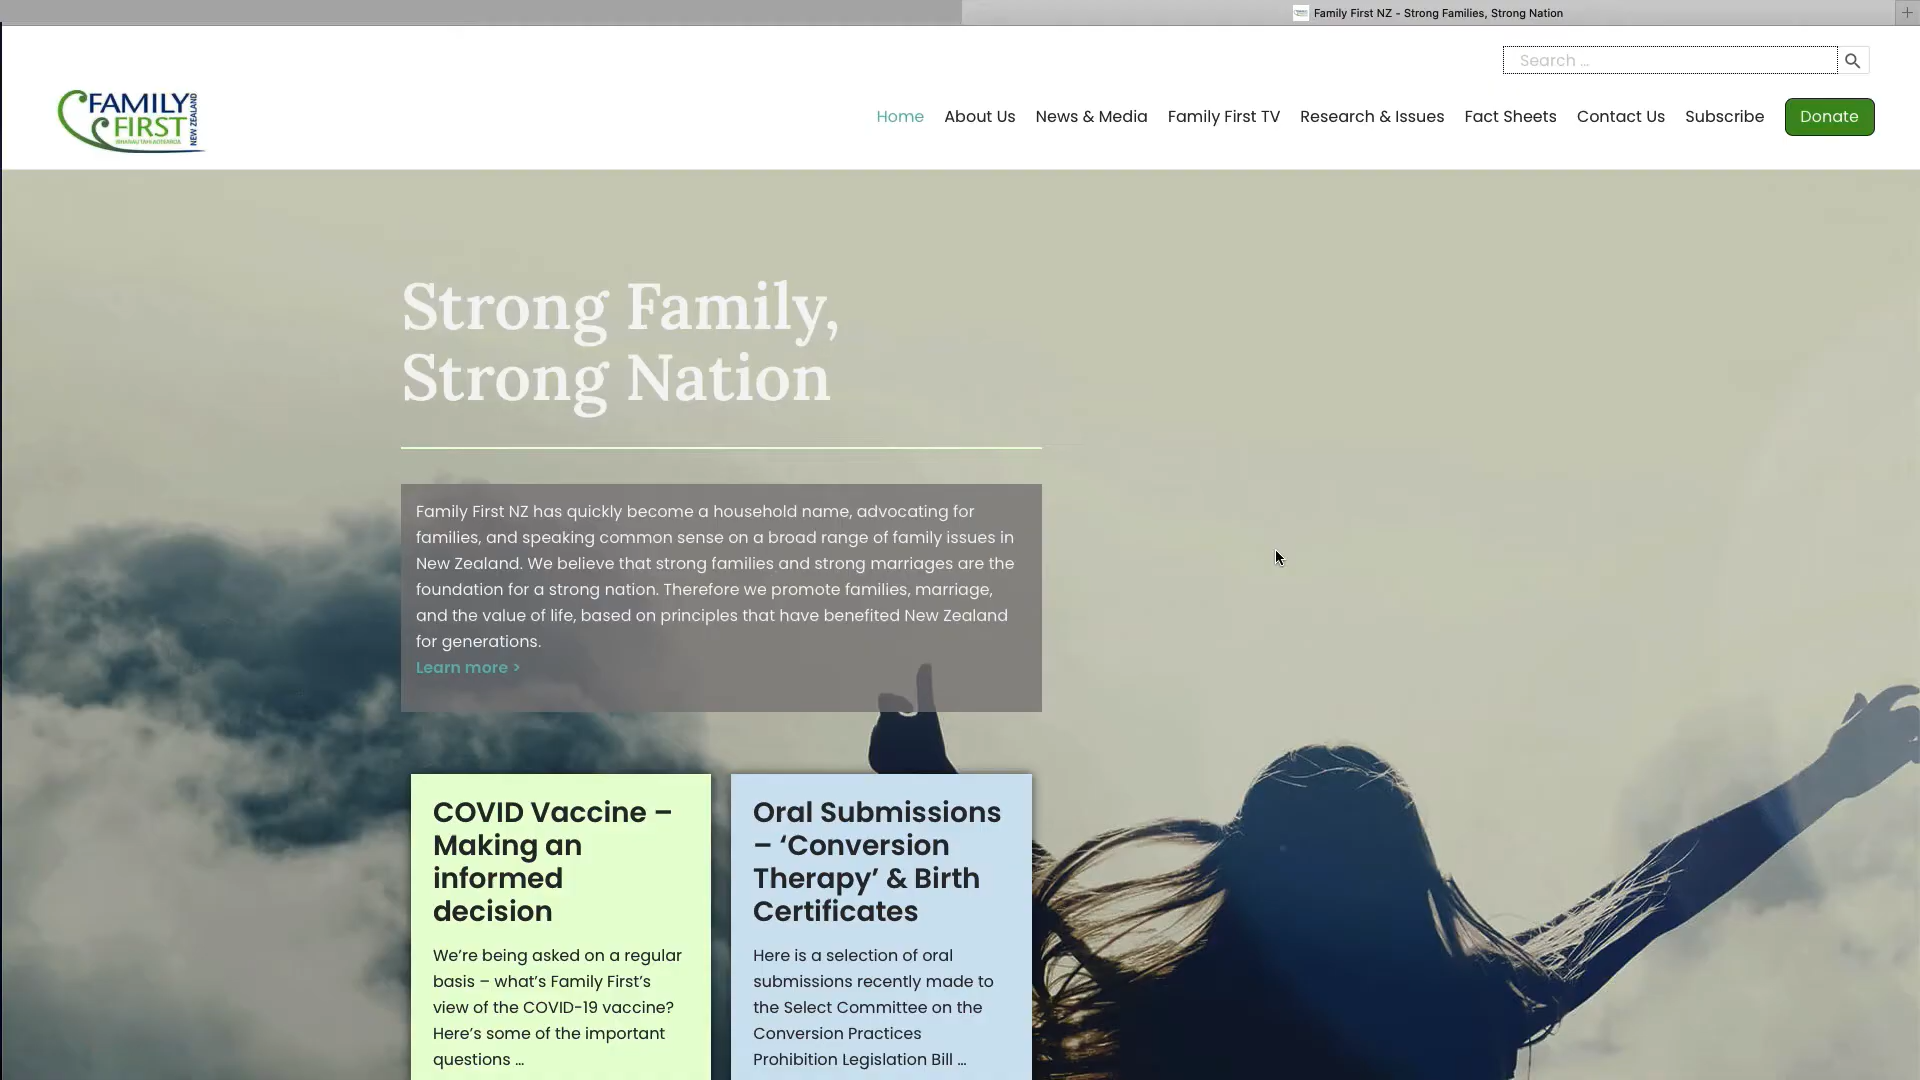 Family First NZ - Strong Families, Strong Nation
Search ...
FAMILY
FIRST
NEW ZEALAND
Home
About Us
News & Media
Family First TV
Research & Issues
Fact Sheets
Contact Us
Subscribe
Donate
Strong Family,
Strong Nation
Family First NZ has quickly become a household name, advocating for
families, and speaking common sense on a broad range of family issues in
New Zealand. We believe that strong families and strong marriages are the
foundation for a strong nation. Therefore we promote families, marriage,
and the value of life, based on principles that have benefited New Zealand
for generations.
Learn more >
COVID Vaccine –
Making an
informed
decision
We’re being asked on a regular
basis – what’s Family First’s
view of the COVID-19 vaccine?
Here’s some of the important
questions ...
Oral Submissions
– ‘Conversion
Therapy’ & Birth
Certificates
Here is a selection of oral
submissions recently made to
the Select Committee on the
Conversion Practices
Prohibition Legislation Bill ...